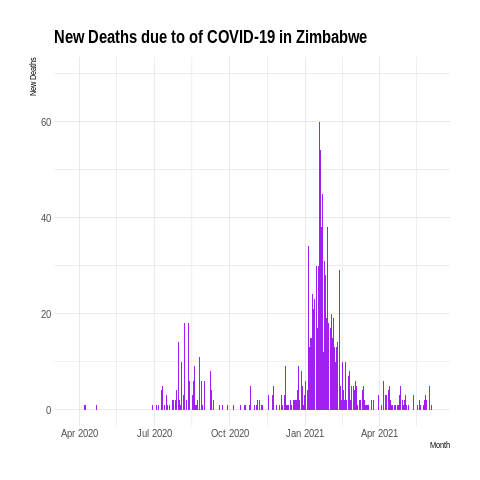 New Deaths due to of COVID-19 in Zimbabwe
New Deaths
60
40
20
0
Apr 2020 Jul 2020 Oct 2020 Jan 2021 Apr 2021
Month